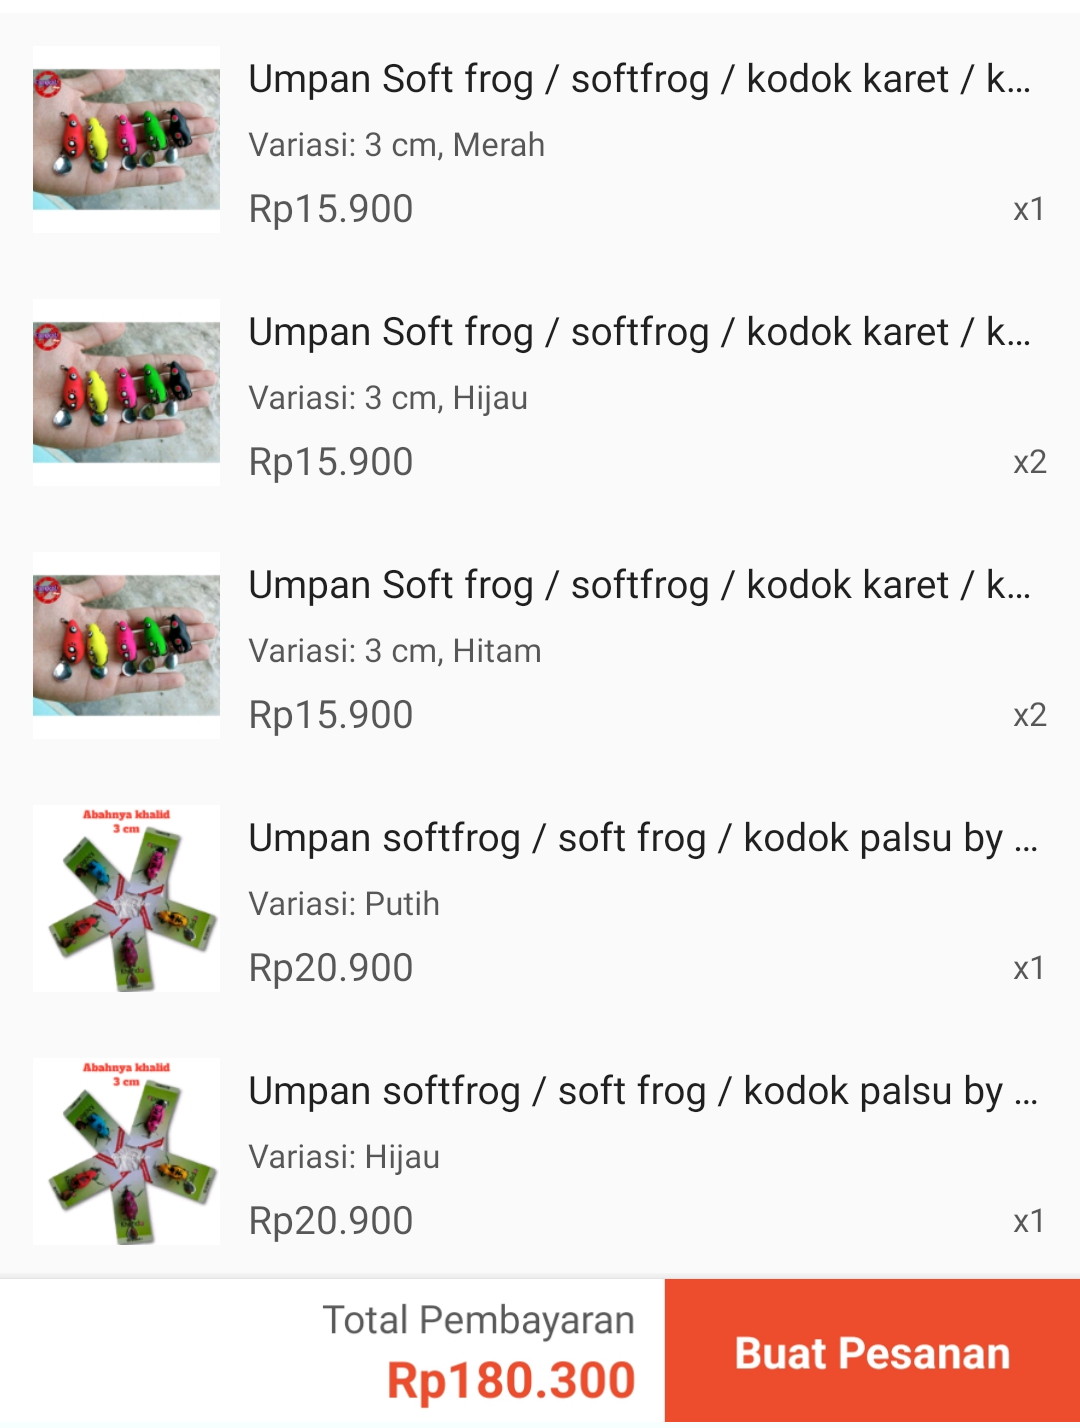 Umpan Soft frog / softfrog / kodok karet / k...
Variasi: 3 cm, Merah
Rp15.900 x1
Umpan Soft frog / softfrog / kodok karet / k...
Variasi: 3 cm, Hijau
Rp15.900 x2
Umpan Soft frog / softfrog / kodok karet / k...
Variasi: 3 cm, Hitam
Rp15.900 x2
Abahnya khalid
3 cm
Umpan softfrog / soft frog / kodok palsu by ...
Variasi: Putih
Rp20.900 x1
Abahnya khalid
3 cm
Umpan softfrog / soft frog / kodok palsu by ...
Variasi: Hijau
Rp20.900 x1
Total Pembayaran
Rp180.300
Buat Pesanan